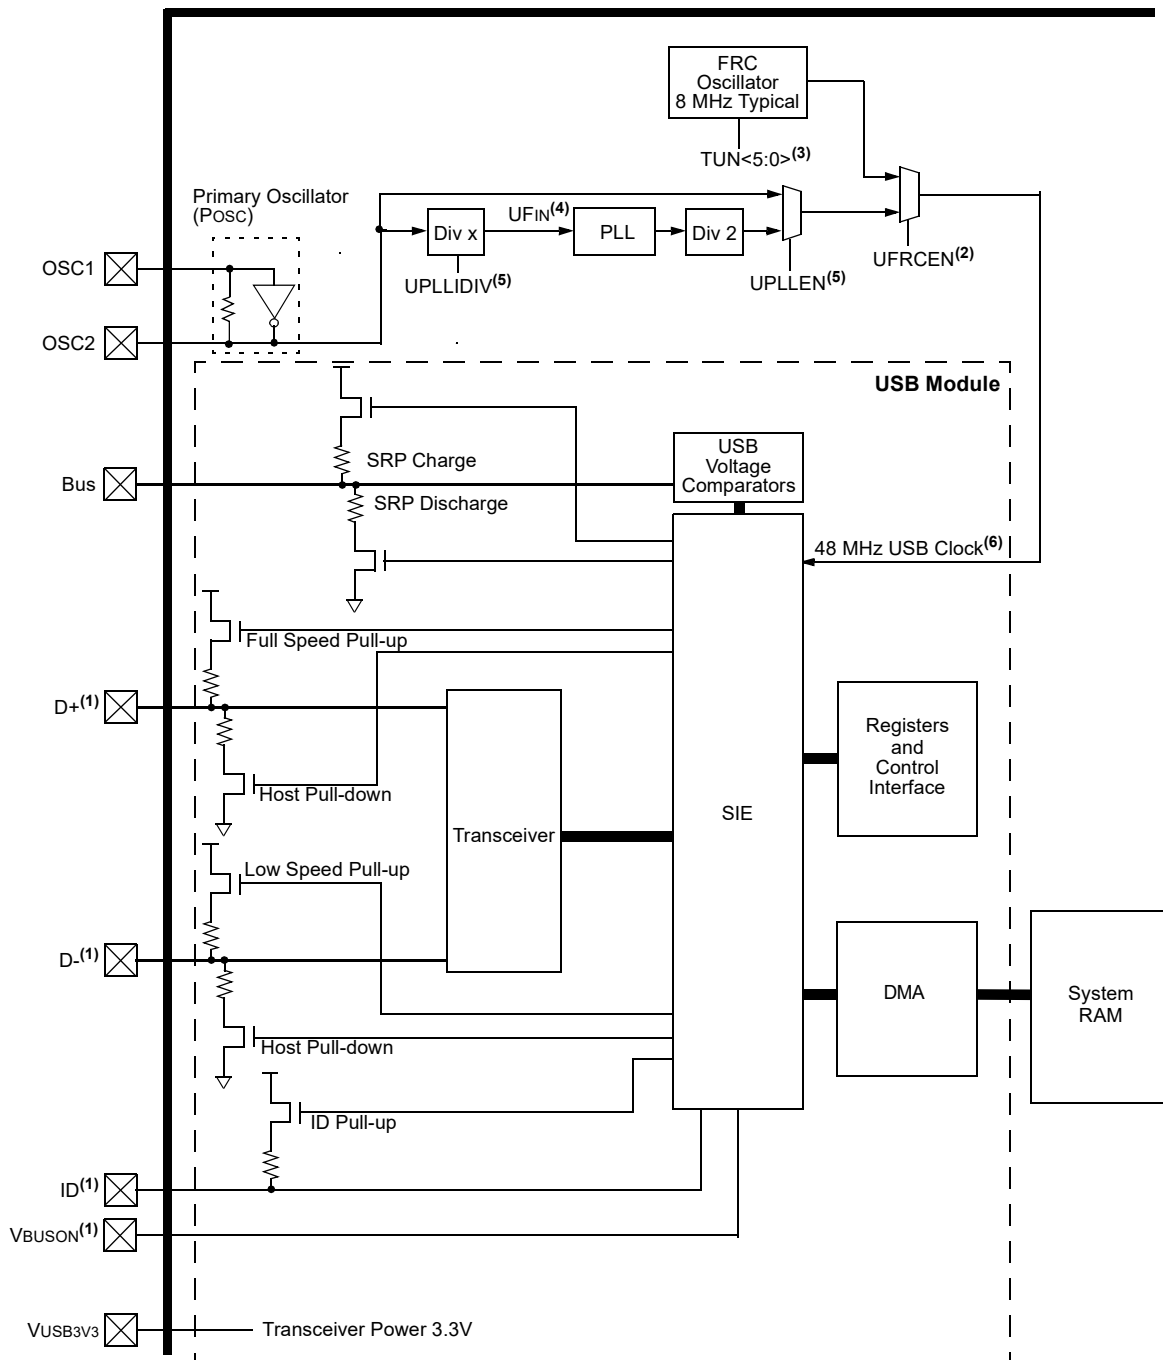 FRC
Oscillator
8 MHz Typical
TUN<5:0>(3)
Primary Oscillator
(POSC)
UFIN(4)
Div x
PLL
Div 2
UFRCEN(2)
OSC1
UPLLIDIV(5)
UPLLEN(5)
OSC2
USB Module
USB
Voltage
Comparators
SRP Charge
Bus
SRP Discharge
48 MHz USB Clock(6)
Full Speed Pull-up
D+(1)
Registers
and
Control
Interface
Host Pull-down
SIE
Transceiver
Low Speed Pull-up
D-(1)
DMA
System
RAM
Host Pull-down
ID Pull-up
ID(1)
VBUSON(1)
VUSB3V3
Transceiver Power 3.3V